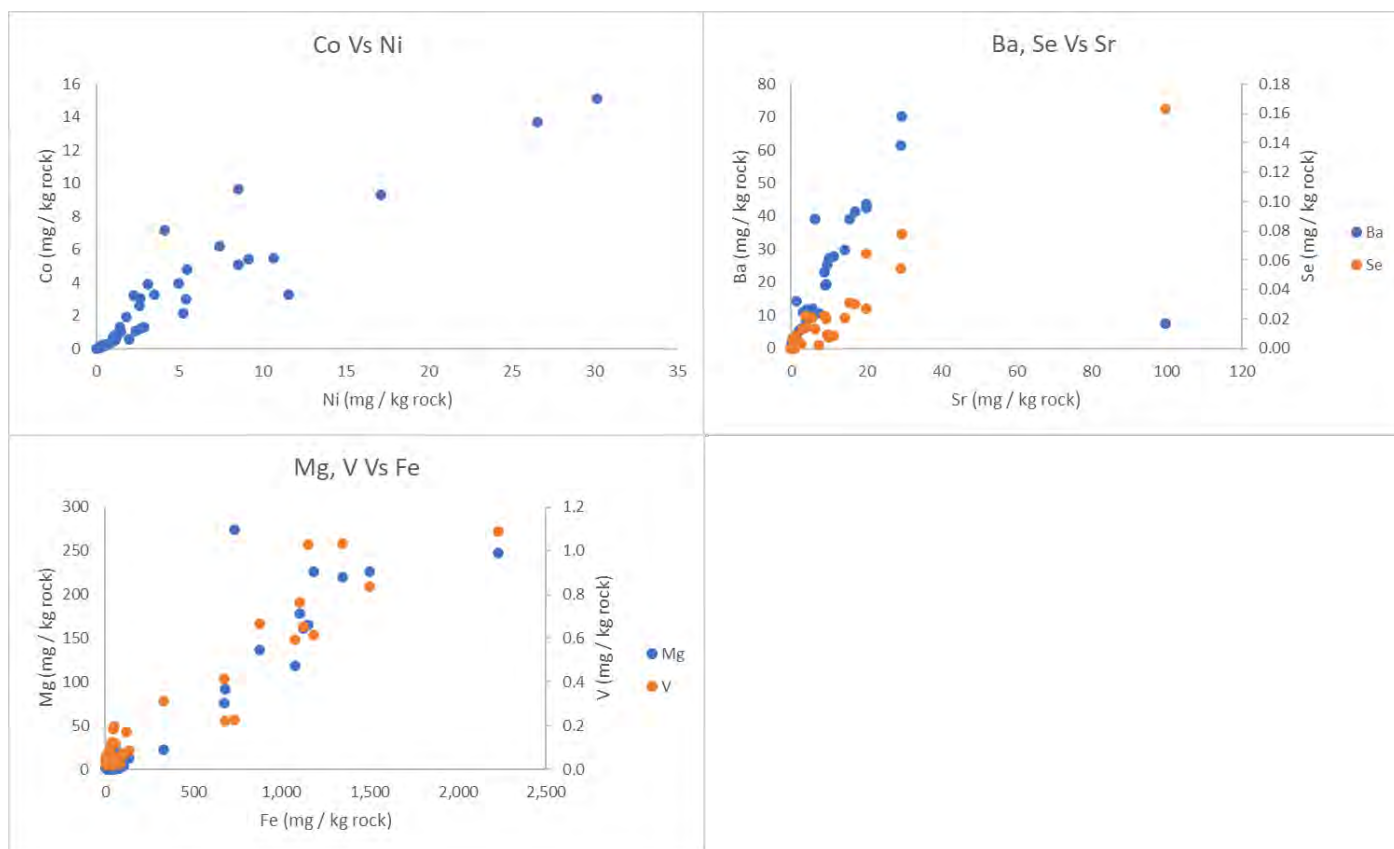 Co Vs Ni
16
14
12
10
8
6
4
2
0
Co (mg / kg rock)
0 5 10 15 20 25 30 35
Ni (mg / kg rock)
Ba, Se Vs Sr
80
70
60
50
40
30
20
10
0
Ba (mg / kg rock)
0.18
0.16
0.14
0.12
0.10
0.08
0.06
0.04
0.02
0.00
Se (mg / kg rock)
Ba
Se
0 20 40 60 80 100 120
Sr (mg / kg rock)
Mg, V Vs Fe
300
250
200
150
100
50
0
Mg (mg / kg rock)
1.2
1.0
0.8
0.6
0.4
0.2
0.0
V (mg / kg rock)
Mg
V
0 500 1,000 1,500 2,000 2,500
Fe (mg / kg rock)